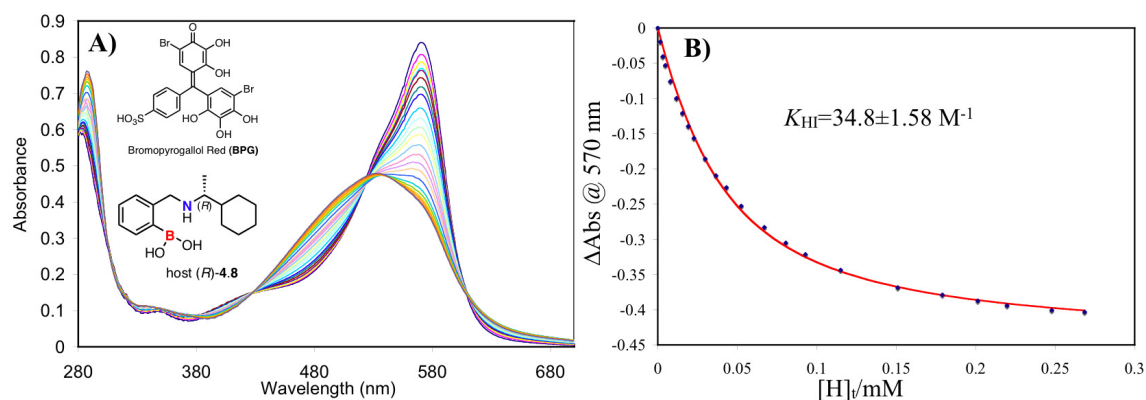 A)
0.9
0.8
0.7
0.6
0.5
0.4
0.3
0.2
0.1
0
280
380
480
580
680
Absorbance
Wavelength (nm)
O
Br
OH
OH
Br
HO₃S
OH
OH
OH
Bromopyrogallol Red (BPG)
N
H
(R)
B
HO
OH
host (R)-4.8
B)
0
-0.05
-0.1
-0.15
-0.2
-0.25
-0.3
-0.35
-0.4
-0.45
0
0.05
0.1
0.15
0.2
0.25
0.3
ΔAbs @ 570 nm
[H]t/mM
KHI=34.8±1.58 M⁻¹